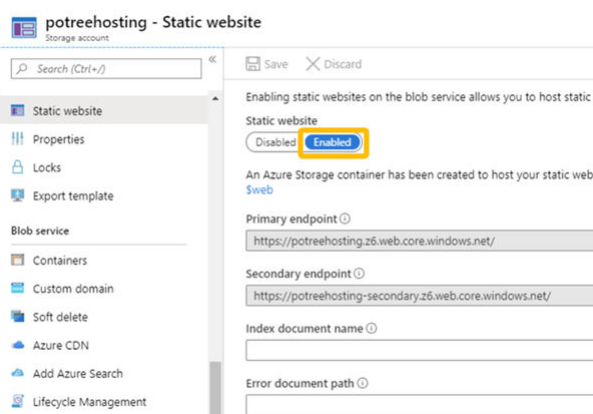 potreehosting - Static website
Storage account
Search (Ctrl+/)
Static website
Properties
Locks
Export template
Blob service
Containers
Custom domain
Soft delete
Azure CDN
Add Azure Search
Lifecycle Management
Save Discard
Enabling static websites on the blob service allows you to host static
Static website
Disabled Enabled
An Azure Storage container has been created to host your static web
$web
Primary endpoint
https://potreehosting.z6.web.core.windows.net/
Secondary endpoint
https://potreehosting-secondary.z6.web.core.windows.net/
Index document name
Error document path